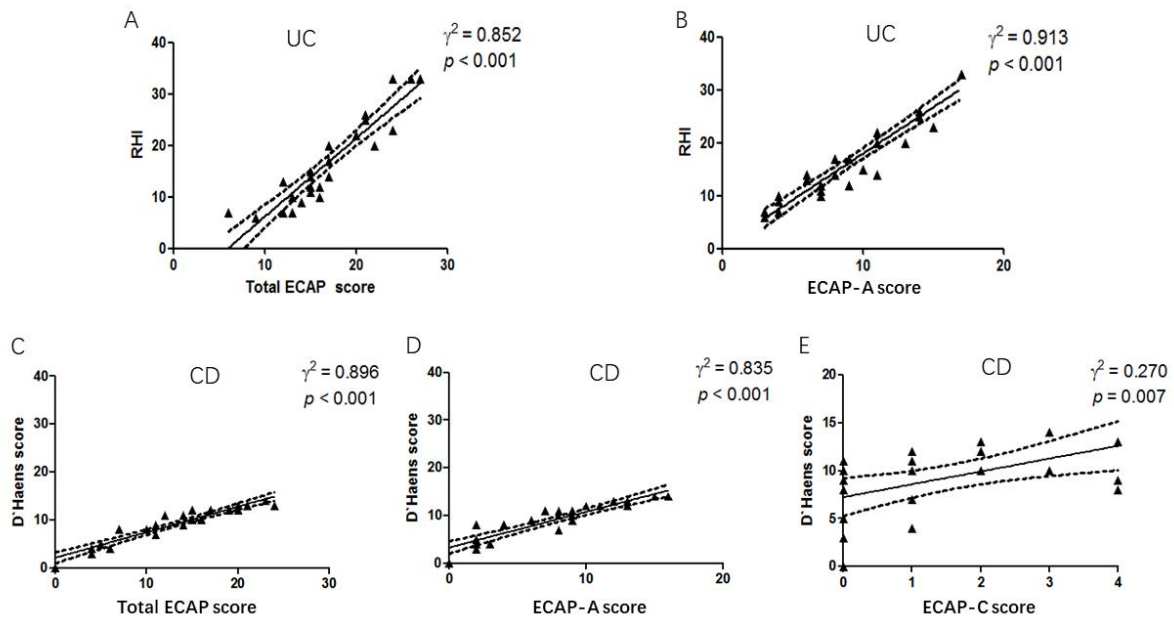 A
UC
γ² = 0.852
p < 0.001
40
30
20
10
0
RHI
0
10
20
30
Total ECAP score
B
UC
γ² = 0.913
p < 0.001
40
30
20
10
0
RHI
0
10
20
ECAP-A score
C
CD
γ² = 0.896
p < 0.001
40
30
20
10
0
D`Haens score
0
10
20
30
Total ECAP score
D
CD
γ² = 0.835
p < 0.001
40
30
20
10
0
D`Haens score
0
10
20
ECAP-A score
E
CD
γ² = 0.270
p = 0.007
20
15
10
5
0
D`Haens score
0
1
2
3
4
ECAP-C score